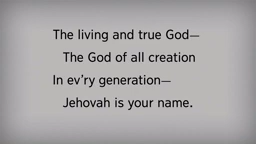 The living and true God—
The God of all creation
In ev'ry generation—
Jehovah is your name.